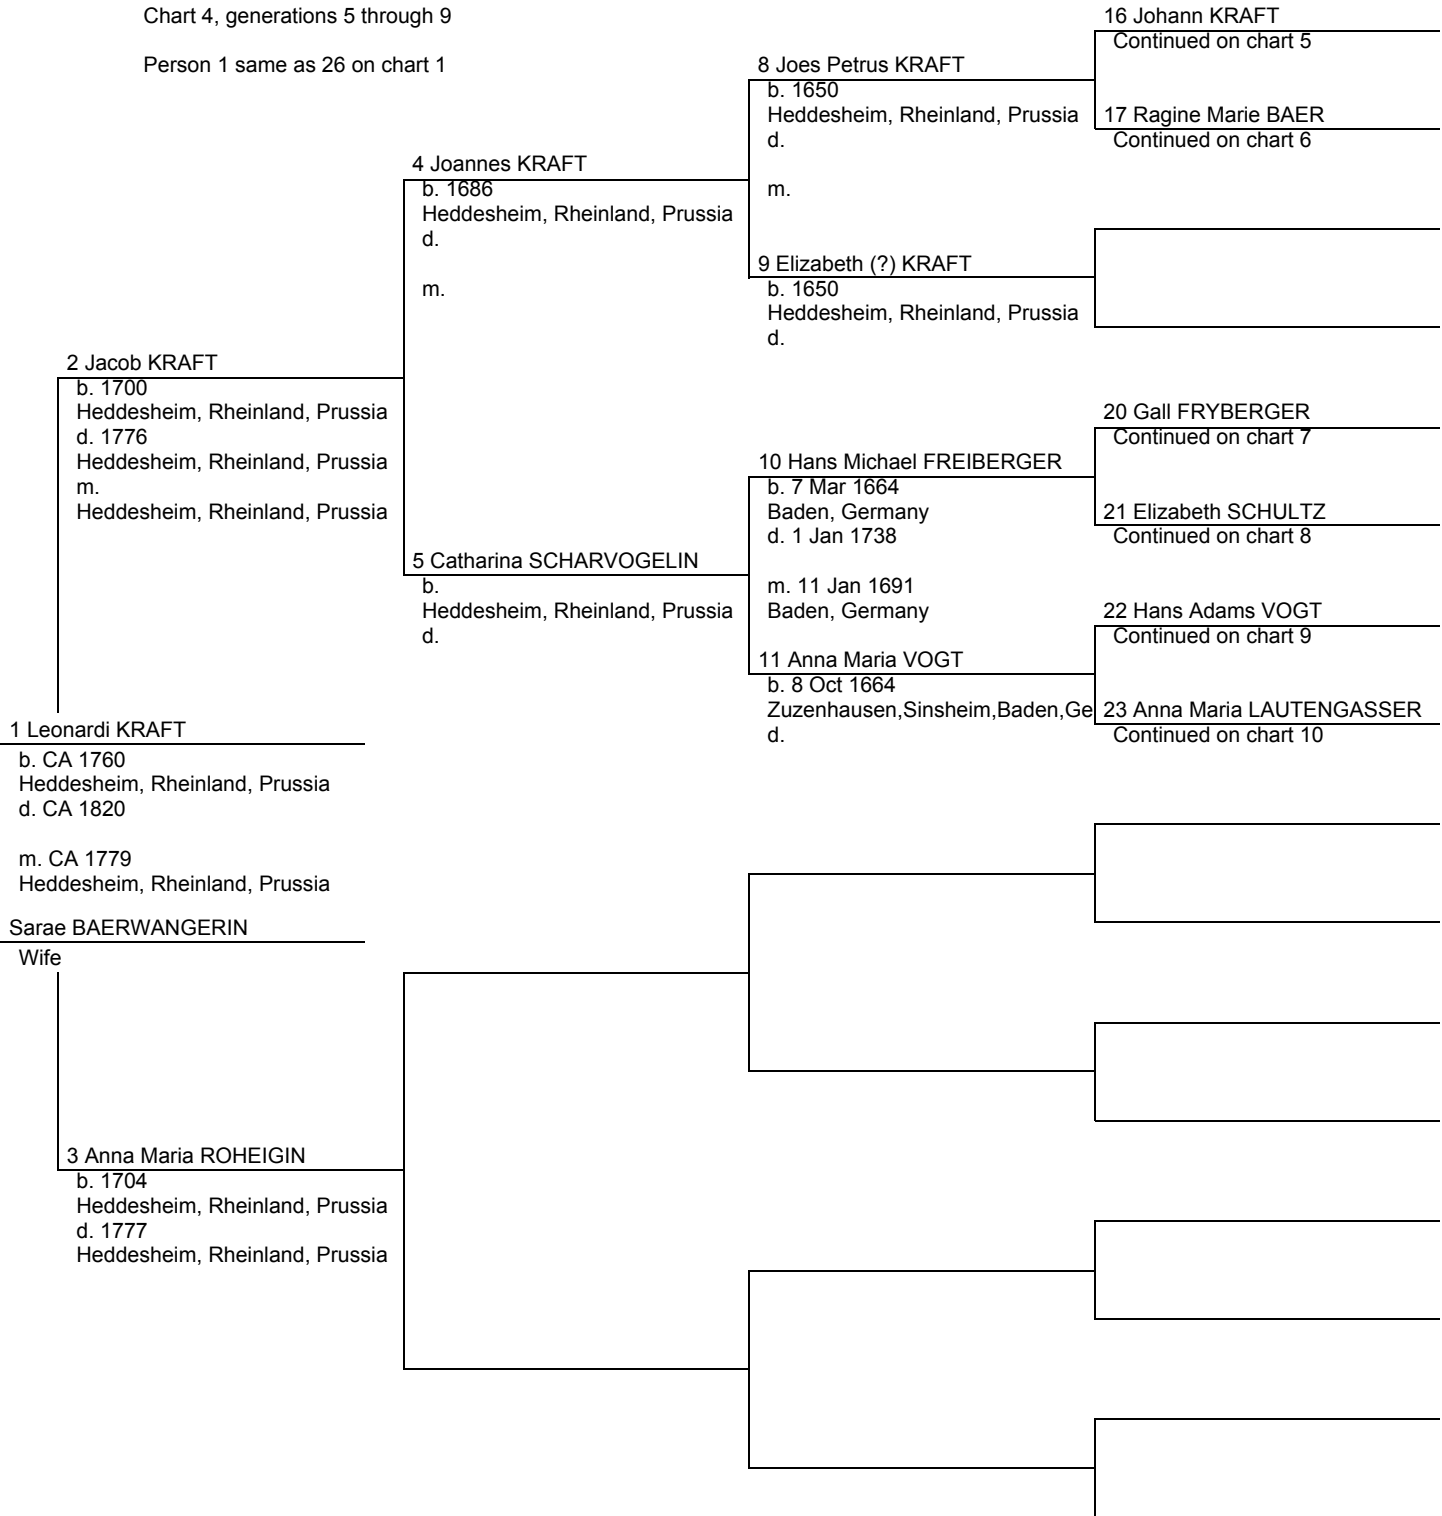 Chart 4, generations 5 through 9
Person 1 same as 26 on chart 1
16 Johann KRAFT
Continued on chart 5
8 Joes Petrus KRAFT
b. 1650
Heddesheim, Rheinland, Prussia
d.
m.
17 Ragine Marie BAER
Continued on chart 6
4 Joannes KRAFT
b. 1686
Heddesheim, Rheinland, Prussia
d.
m.
9 Elizabeth (?) KRAFT
b. 1650
Heddesheim, Rheinland, Prussia
d.
2 Jacob KRAFT
b. 1700
Heddesheim, Rheinland, Prussia
d. 1776
Heddesheim, Rheinland, Prussia
m.
Heddesheim, Rheinland, Prussia
20 Gall FRYBERGER
Continued on chart 7
10 Hans Michael FREIBERGER
b. 7 Mar 1664
Baden, Germany
d. 1 Jan 1738
m. 11 Jan 1691
Baden, Germany
21 Elizabeth SCHULTZ
Continued on chart 8
5 Catharina SCHARVOGELIN
b.
Heddesheim, Rheinland, Prussia
d.
22 Hans Adams VOGT
Continued on chart 9
11 Anna Maria VOGT
b. 8 Oct 1664
Zuzenhausen,Sinsheim,Baden,Ge
d.
23 Anna Maria LAUTENGASSER
Continued on chart 10
1 Leonardi KRAFT
b. CA 1760
Heddesheim, Rheinland, Prussia
d. CA 1820
m. CA 1779
Heddesheim, Rheinland, Prussia
Sarae BAERWANGERIN
Wife
3 Anna Maria ROHEIGIN
b. 1704
Heddesheim, Rheinland, Prussia
d. 1777
Heddesheim, Rheinland, Prussia